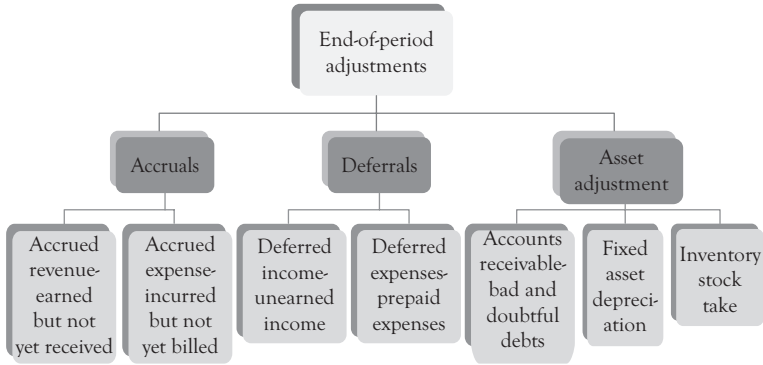 End-of-period
adjustments
Accruals
Deferrals
Asset
adjustment
Accrued
revenue-
earned
but not
yet received
Accrued
expense-
incurred
but not
yet billed
Deferred
income-
unearned
income
Deferred
expenses-
prepaid
expenses
Accounts
receivable-
bad and
doubtful
debts
Fixed
asset
depreci-
ation
Inventory
stock
take